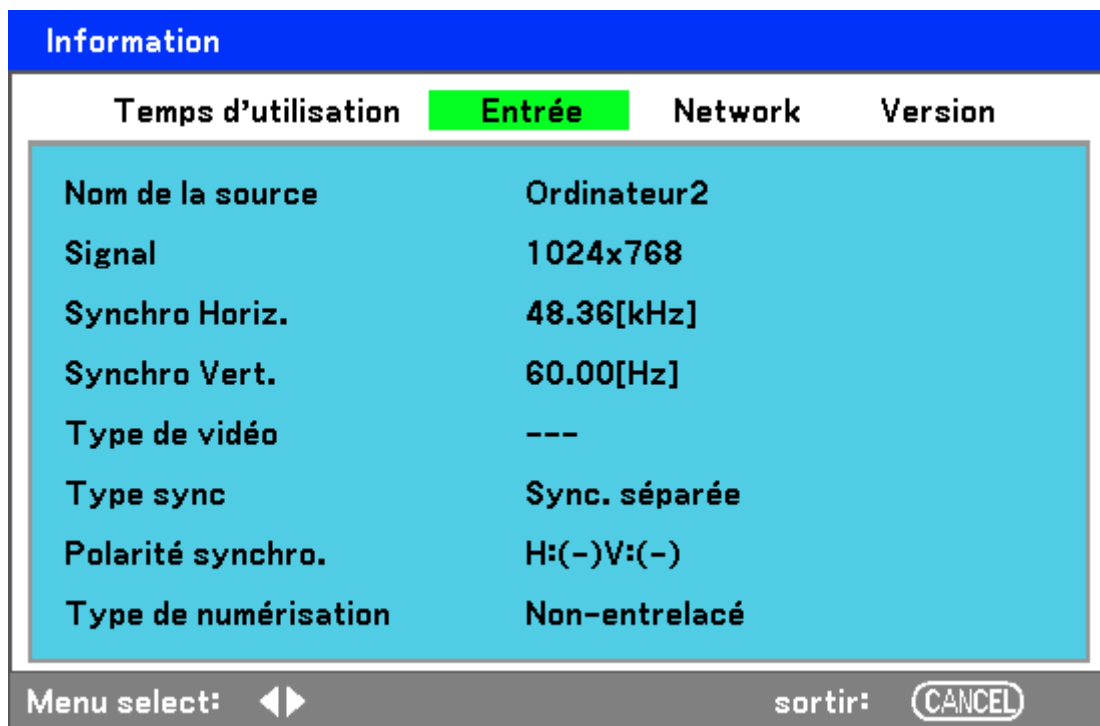 Information
Temps d'utilisation Entrée Network Version
Nom de la source Ordinateur2
Signal 1024x768
Synchro Horiz. 48.36[kHz]
Synchro Vert. 60.00[Hz]
Type de vidéo ---
Type sync Sync. séparée
Polarité synchro. H:(-)V:(-)
Type de numérisation Non-entrelacé
Menu select: ◀▶ sortir: CANCEL